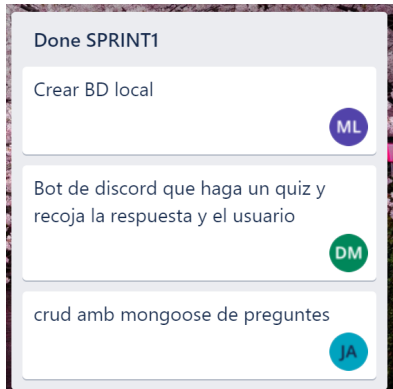 Done SPRINT1
Crear BD local
ML
Bot de discord que haga un quiz y
recoja la respuesta y el usuario
DM
crud amb mongoose de preguntes
JA